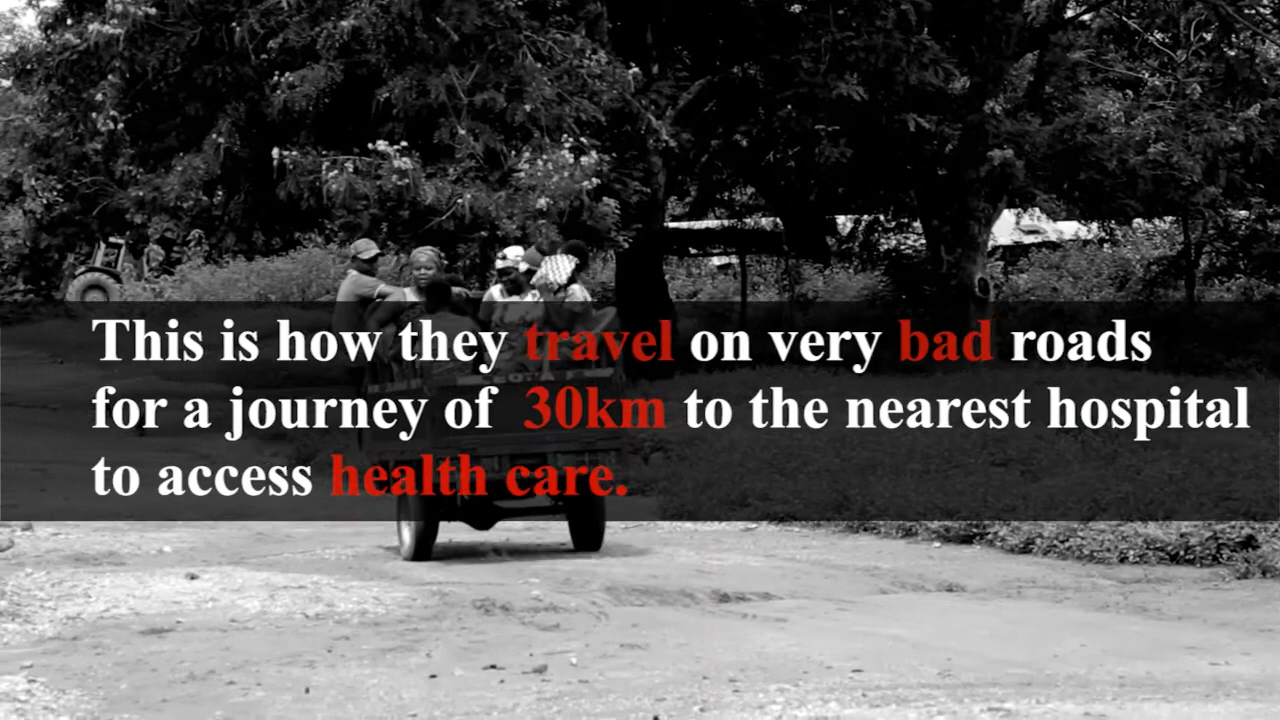 This is how they travel on very bad roads
for a journey of 30km to the nearest hospital
to access health care.